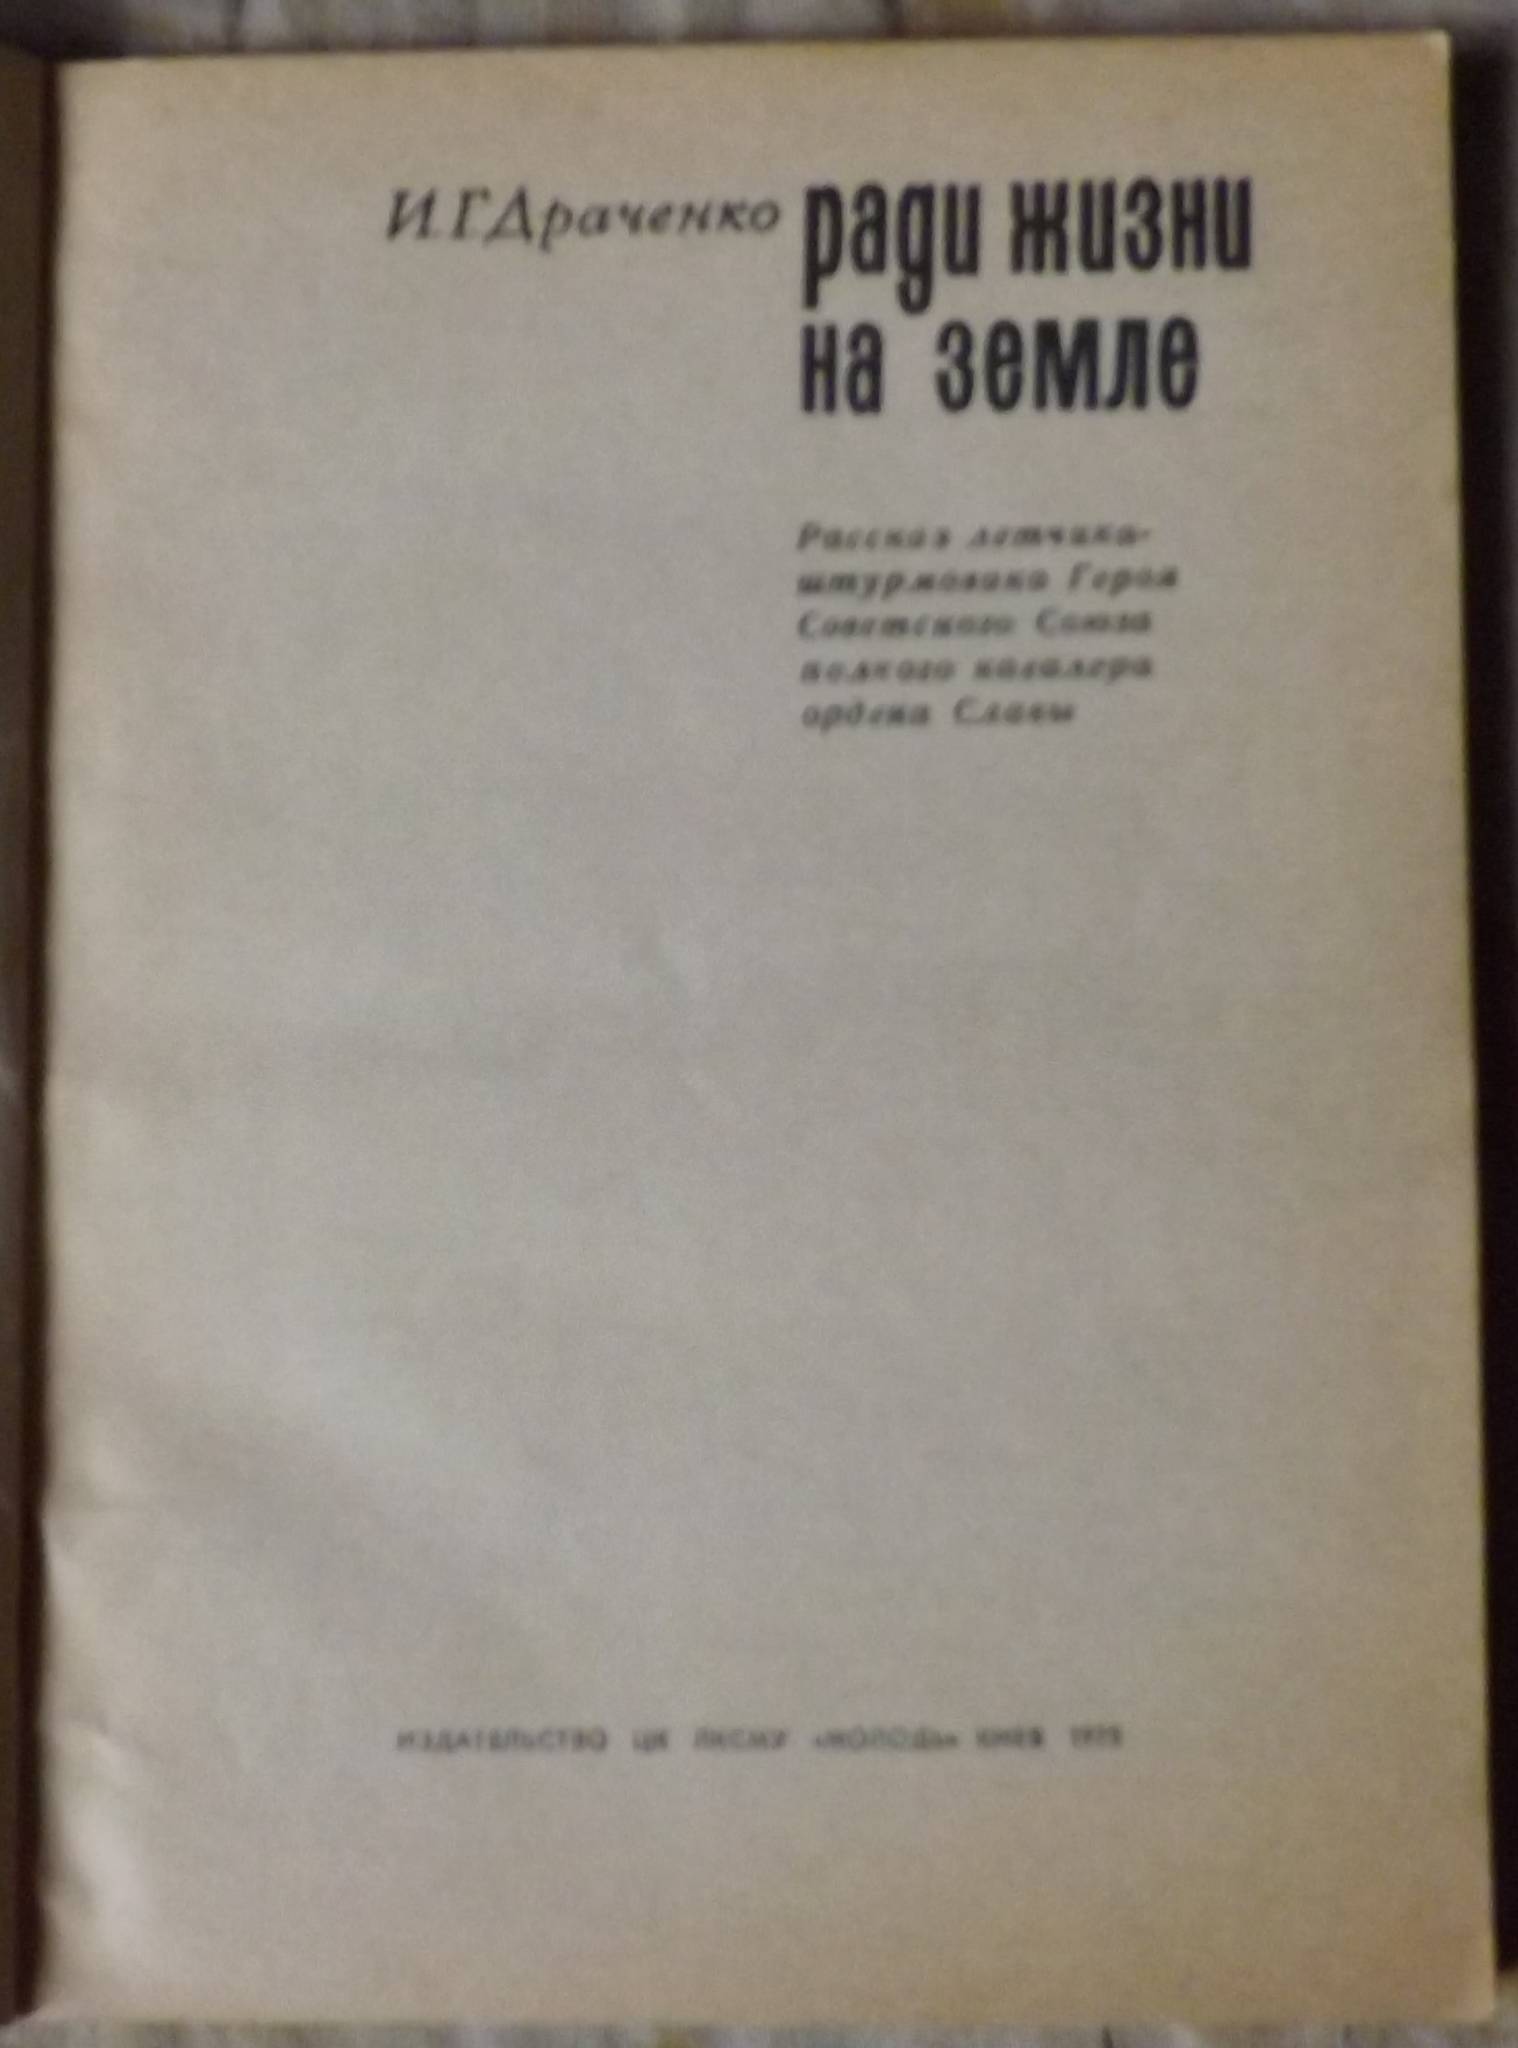 И.Г.Драченко
ради жизни
на земле
Рассказ летчика-
штурмовика Героя
Советского Союза
полного кавалера
ордена Славы
ИЗДАТЕЛЬСТВО ЦК ЛКСМУ «МОЛОДЬ» КИЕВ